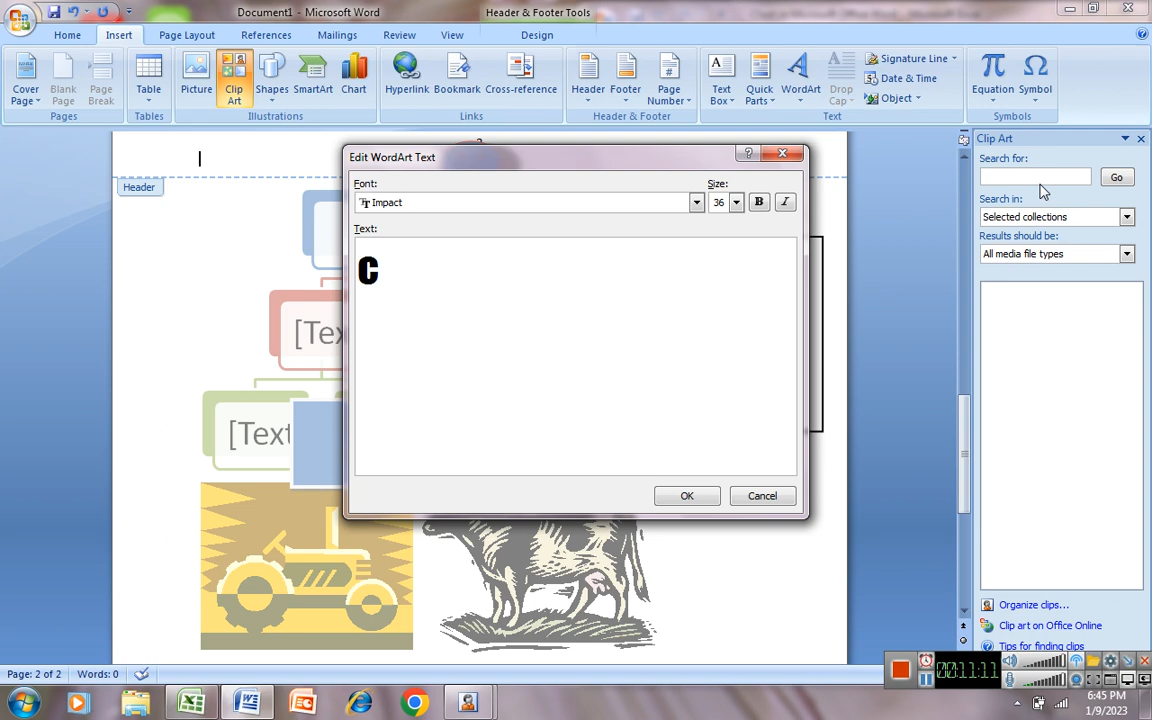 Document1 - Microsoft Word
Header & Footer Tools
Home
Insert
Page Layout
References
Mailings
Review
View
Design
Cover Page
Blank Page
Page Break
Table
Picture
Clip Art
Shapes
SmartArt
Chart
Hyperlink
Bookmark
Cross-reference
Header
Footer
Page Number
Text Box
Quick Parts
WordArt
Drop Cap
Signature Line
Date & Time
Object
Equation
Symbol
Pages
Tables
Illustrations
Links
Header & Footer
Text
Symbols
Header
[Tex
[Text
Edit WordArt Text
Font:
Size:
Impact
36
B
I
Text:
C
OK
Cancel
Clip Art
Search for:
Go
Search in:
Selected collections
Results should be:
All media file types
Organize clips...
Clip art on Office Online
Tips for finding clips
Page: 2 of 2
Words: 0
00:11:11
6:45 PM
1/9/2023